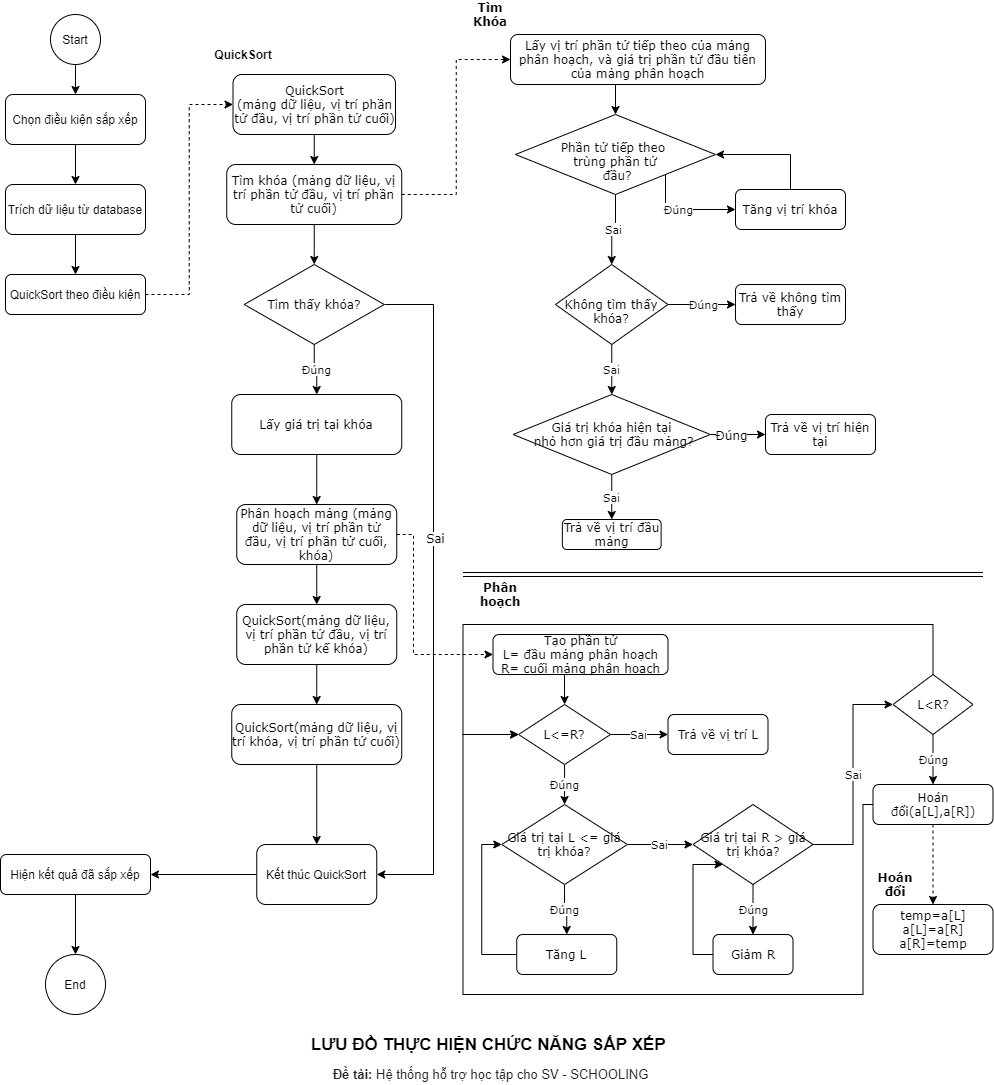 Start
Chọn điều kiện sắp xếp
Trích dữ liệu từ database
QuickSort theo điều kiện
QuickSort
QuickSort
(mảng dữ liệu, vị trí phần
tử đầu, vị trí phần tử cuối)
Tìm khóa (mảng dữ liệu, vị
trí phần tử đầu, vị trí phần
tử cuối)
Tìm thấy khóa?
Đúng
Sai
Lấy giá trị tại khóa
Phân hoạch mảng (mảng
dữ liệu, vị trí phần tử
đầu, vị trí phần tử cuối,
khóa)
QuickSort(mảng dữ liệu,
vị trí phần tử đầu, vị trí
phần tử kế khóa)
QuickSort(mảng dữ liệu, vị
trí khóa, vị trí phần tử cuối)
Kết thúc QuickSort
Hiện kết quả đã sắp xếp
End
Tìm
Khóa
Lấy vị trí phần tử tiếp theo của mảng
phân hoạch, và giá trị phần tử đầu tiên
của mảng phân hoạch
Phần tử tiếp theo
trùng phần tử
đầu?
Đúng
Tăng vị trí khóa
Sai
Không tìm thấy
khóa?
Đúng
Trả về không tìm
thấy
Sai
Giá trị khóa hiện tại
nhỏ hơn giá trị đầu mảng?
Đúng
Trả về vị trí hiện
tại
Sai
Trả về vị trí đầu
mảng
Phân
hoạch
Tạo phần tử
L= đầu mảng phân hoạch
R= cuối mảng phân hoạch
L<=R?
Sai
Trả về vị trí L
Đúng
Giá trị tại L <= giá
trị khóa?
Sai
Đúng
Tăng L
Giá trị tại R > giá
trị khóa?
Sai
Đúng
Giảm R
L<R?
Đúng
Hoán
đổi(a[L],a[R])
Hoán
đổi
temp=a[L]
a[L]=a[R]
a[R]=temp
LƯU ĐỒ THỰC HIỆN CHỨC NĂNG SẮP XẾP
Đề tài: Hệ thống hỗ trợ học tập cho SV - SCHOOLING